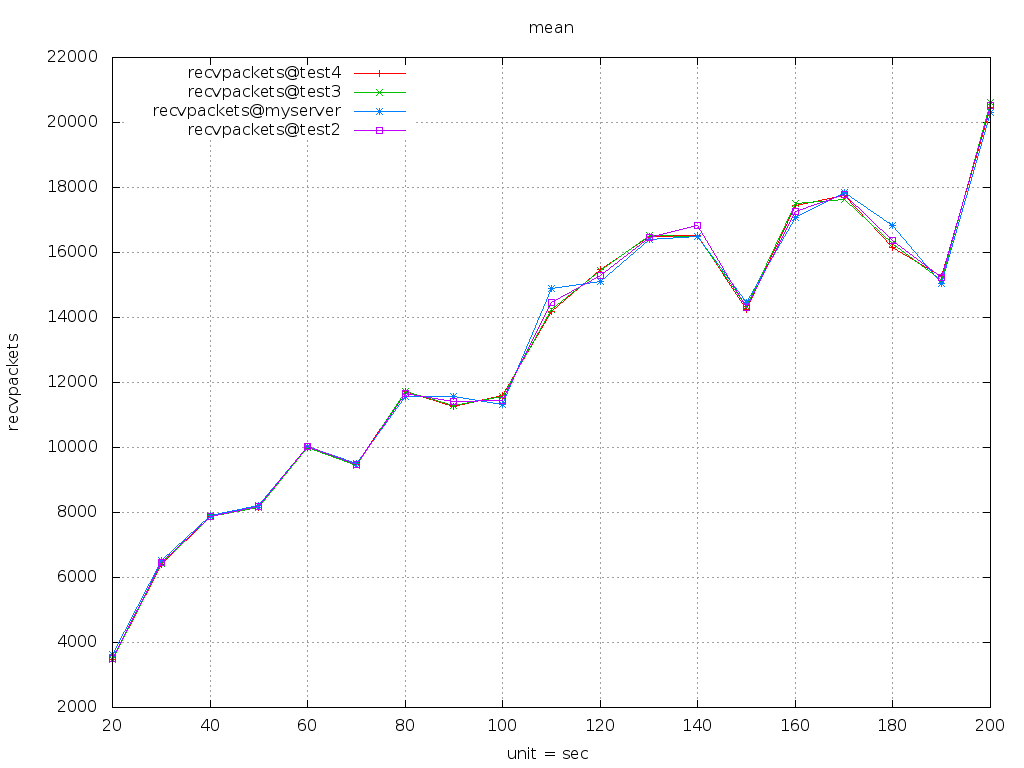 mean
22000
20000
18000
16000
14000
12000
10000
8000
6000
4000
2000
recvpackets
recvpackets@test4
recvpackets@test3
recvpackets@myserver
recvpackets@test2
20 40 60 80 100 120 140 160 180 200
unit = sec